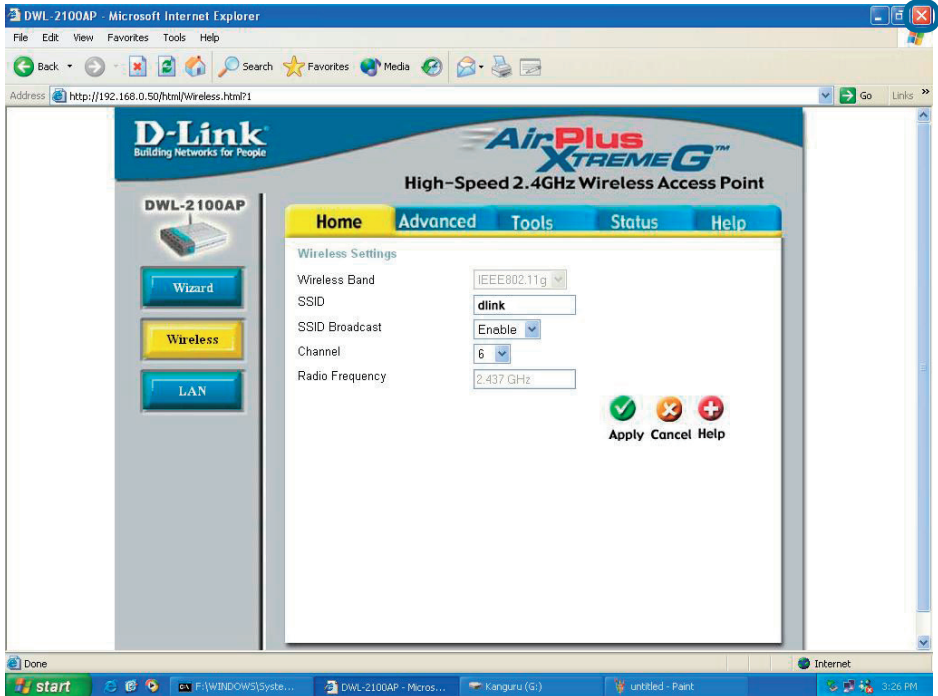 DWL-2100AP - Microsoft Internet Explorer
File Edit View Favorites Tools Help
Back Search Favorites Media
Address http://192.168.0.50/html/Wireless.html?1 Go Links »
D-Link
Building Networks for People
AirPlus
XTREME G™
High-Speed 2.4GHz Wireless Access Point
DWL-2100AP
Home Advanced Tools Status Help
Wireless Settings
Wireless Band IEEE802.11g
SSID dlink
SSID Broadcast Enable
Channel 6
Radio Frequency 2.437 GHz
Wizard
Wireless
LAN
Apply Cancel Help
Done Internet
start F:\WINDOWS\Syste... DWL-2100AP - Micros... Kanguru (G:) untitled - Paint 3:26 PM